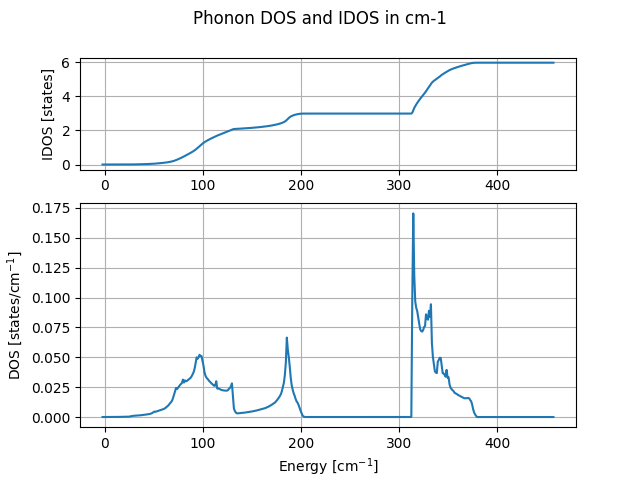 Phonon DOS and IDOS in cm-1
IDOS [states]
6
4
2
0
0 100 200 300 400
DOS [states/cm⁻¹]
0.175
0.150
0.125
0.100
0.075
0.050
0.025
0.000
0 100 200 300 400
Energy [cm⁻¹]